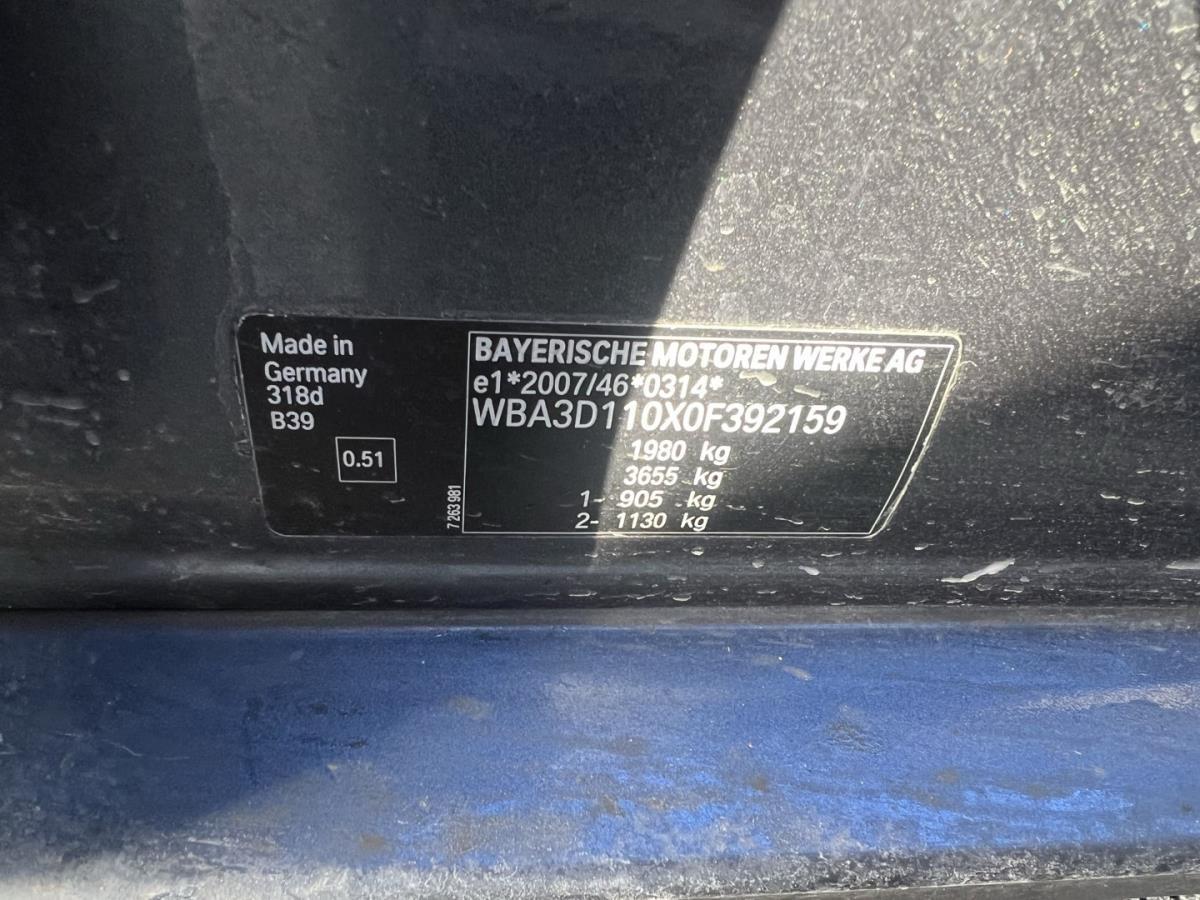 Made in
Germany
318d
B39
0.51
7 263 981
BAYERISCHE MOTOREN WERKE AG
e1*2007/46*0314*
WBA3D110X0F392159
1980 kg
3655 kg
1- 905 kg
2- 1130 kg